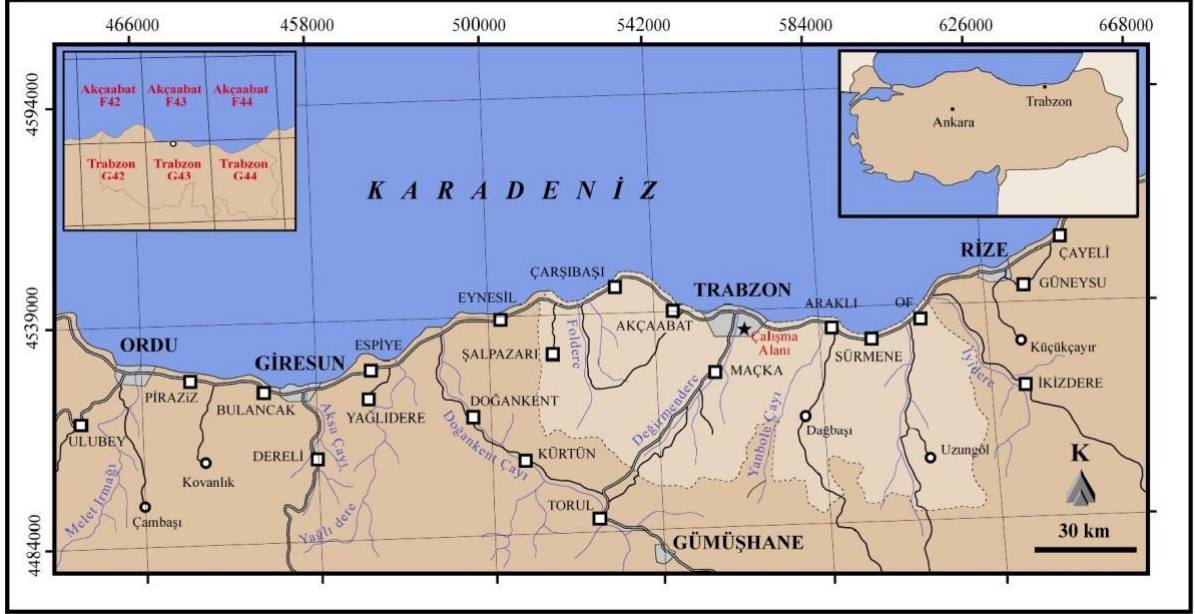 466000 458000 500000 542000 584000 626000 668000
4594000
4539000
4484000
Akçaabat
F42
Akçaabat
F43
Akçaabat
F44
Trabzon
G42
Trabzon
G43
Trabzon
G44
Ankara
Trabzon
KARADENİZ
RİZE
ÇAYELİ
GÜNEYSU
ÇARŞIBAŞI
TRABZON
EYNESİL
ARAKLI
OF
AKÇAABAT
Çalışma
Alanı
SÜRMENE
Küçükçayır
İKİZDERE
İyidere
ORDU
GİRESUN
ESPİYE
ŞALPAZARI
Foldere
MAÇKA
PİRAZİZ
BULANCAK
YAĞLIDERE
DOĞANKENT
Değirmendere
Yanbolu Çayı
Dağbaşı
ULUBEY
Aksa Çayı
Doğankent Çayı
DERELİ
KÜRTÜN
Uzungöl
Kovanlık
Melet Irmağı
Çambaşı
Yağlı dere
TORUL
GÜMÜŞHANE
K
30 km